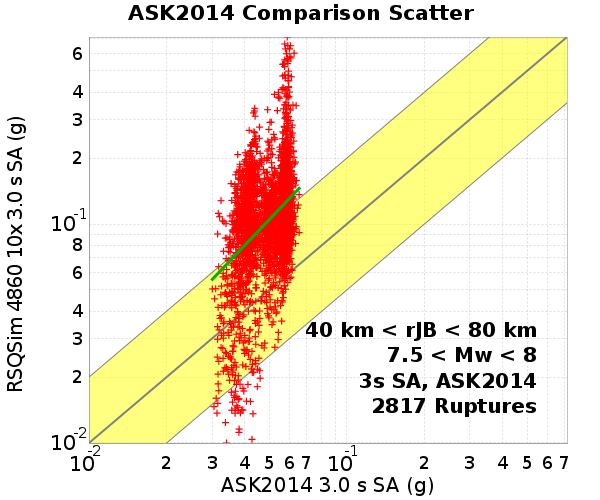 ASK2014 Comparison Scatter
RSQSim 4860 10x 3.0 s SA (g)
6
4
3
2
10-1
8
6
4
3
2
10-2
40 km < rJB < 80 km
7.5 < Mw < 8
3s SA, ASK2014
2817 Ruptures
10-2 2 3 4 5 6 7 10-1 2 3 4 5 6 7
ASK2014 3.0 s SA (g)